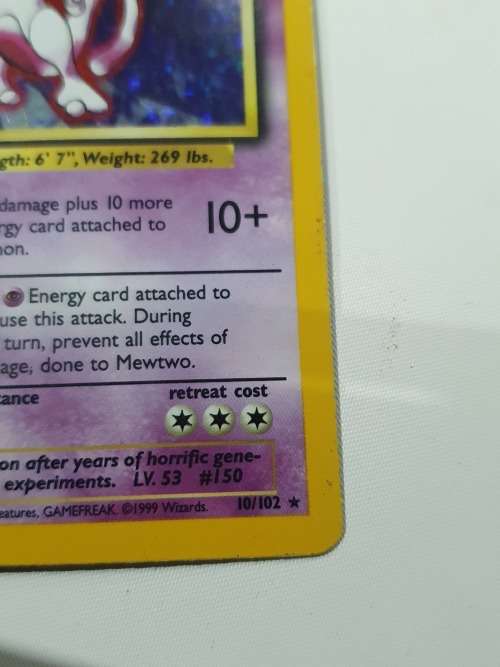 gth: 6' 7", Weight: 269 lbs.
damage plus 10 more
rgy card attached to
non.
10+
Energy card attached to
use this attack. During
turn, prevent all effects of
age, done to Mewtwo.
tance
retreat cost
on after years of horrific gene-
experiments. LV. 53 #150
eatures, GAMEFREAK. ©1999 Wizards. 10/102 ★